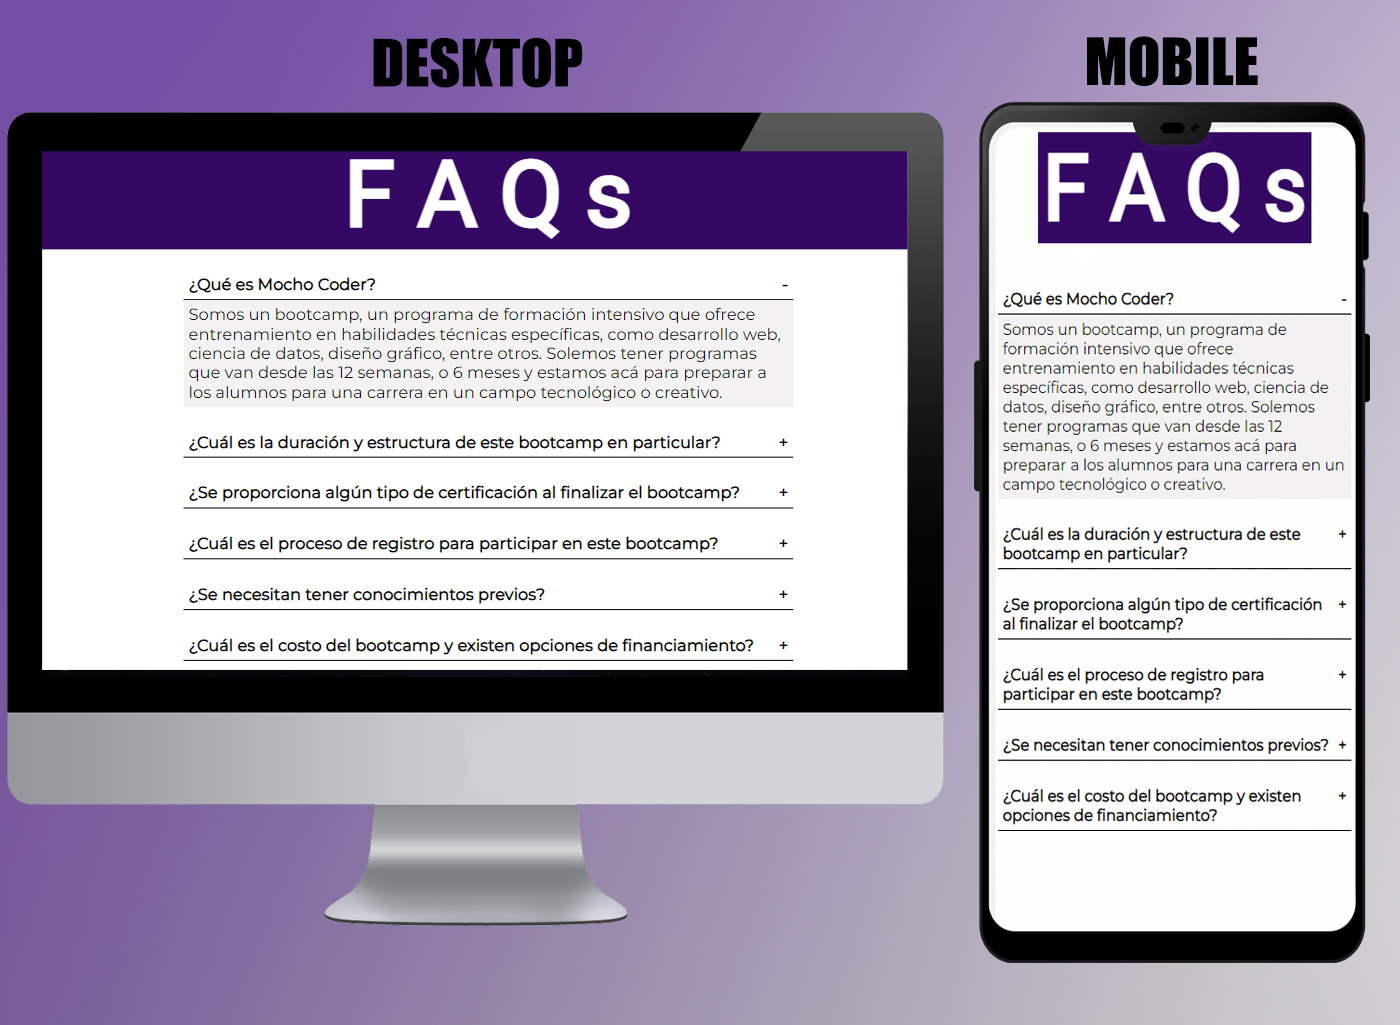 DESKTOP
FAQs
¿Qué es Mocho Coder? -
Somos un bootcamp, un programa de formación intensivo que ofrece
entrenamiento en habilidades técnicas específicas, como desarrollo web,
ciencia de datos, diseño gráfico, entre otros. Solemos tener programas
que van desde las 12 semanas, o 6 meses y estamos acá para preparar a
los alumnos para una carrera en un campo tecnológico o creativo.
¿Cuál es la duración y estructura de este bootcamp en particular? +
¿Se proporciona algún tipo de certificación al finalizar el bootcamp? +
¿Cuál es el proceso de registro para participar en este bootcamp? +
¿Se necesitan tener conocimientos previos? +
¿Cuál es el costo del bootcamp y existen opciones de financiamiento? +
MOBILE
FAQs
¿Qué es Mocho Coder? -
Somos un bootcamp, un programa de
formación intensivo que ofrece
entrenamiento en habilidades técnicas
específicas, como desarrollo web, ciencia de
datos, diseño gráfico, entre otros. Solemos
tener programas que van desde las 12
semanas, o 6 meses y estamos acá para
preparar a los alumnos para una carrera en un
campo tecnológico o creativo.
¿Cuál es la duración y estructura de este +
bootcamp en particular?
¿Se proporciona algún tipo de certificación +
al finalizar el bootcamp?
¿Cuál es el proceso de registro para +
participar en este bootcamp?
¿Se necesitan tener conocimientos previos? +
¿Cuál es el costo del bootcamp y existen +
opciones de financiamiento?